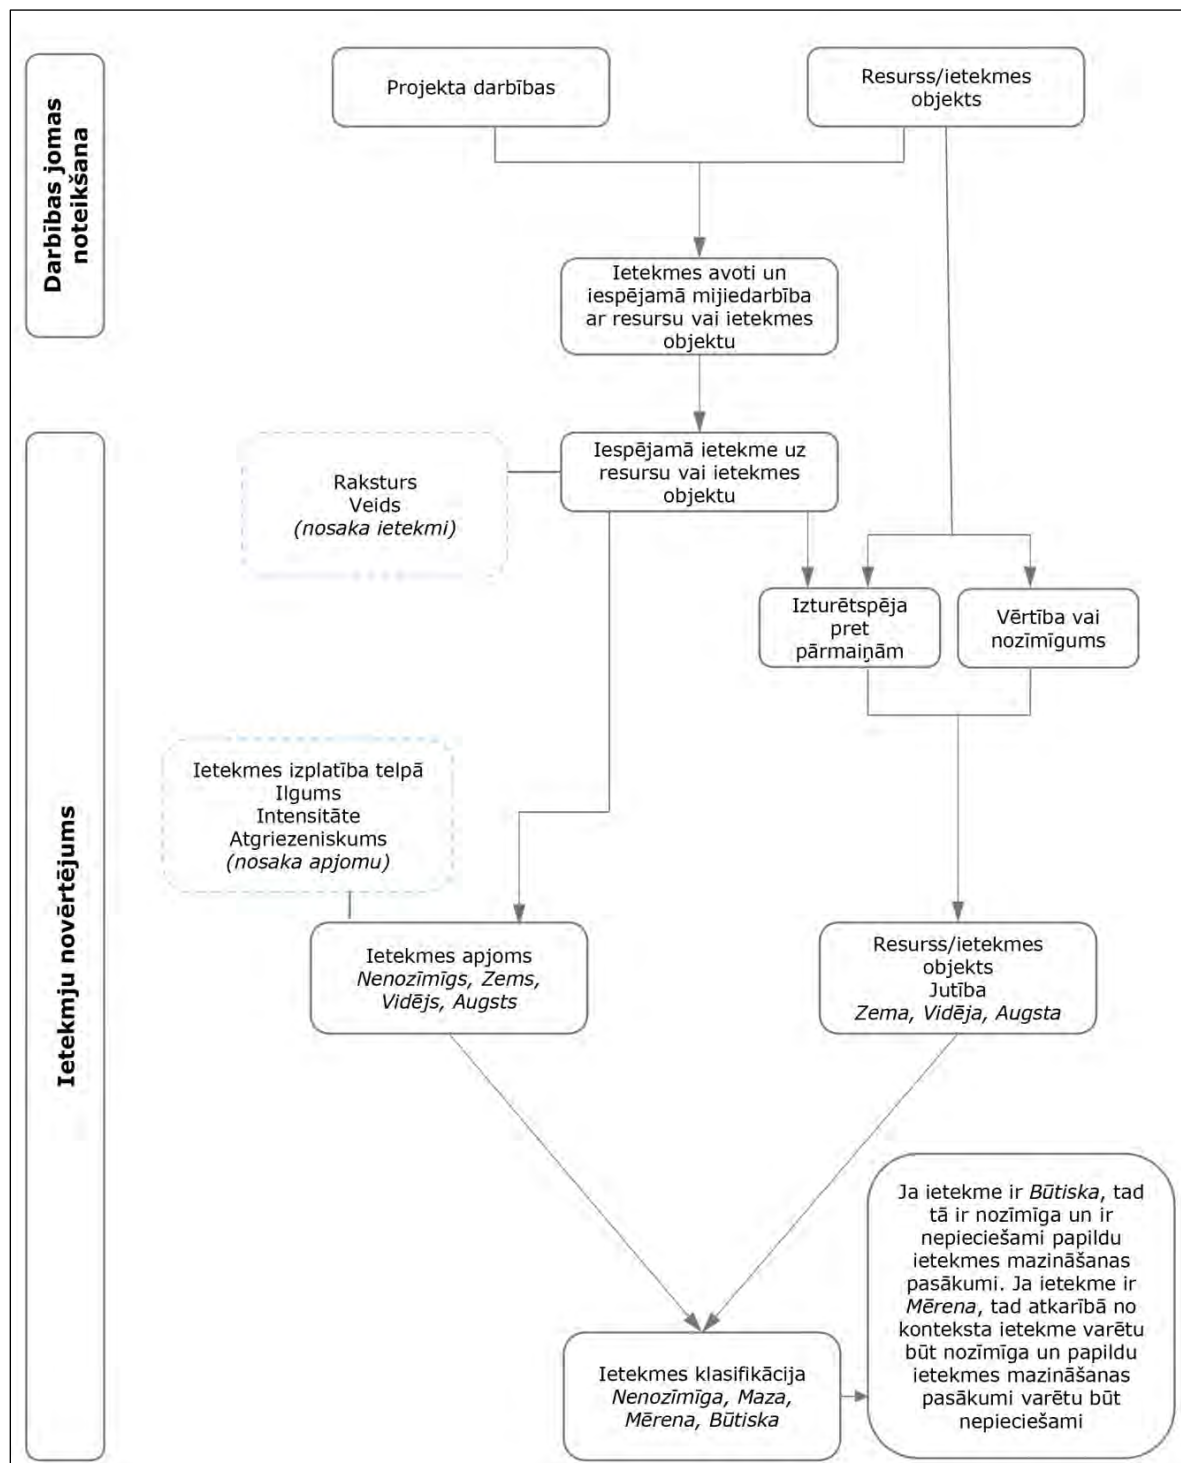 Darbības jomas
noteikšana
Projekta darbības
Resurss/ietekmes
objekts
Ietekmes avoti un
iespējamā mijiedarbība
ar resursu vai ietekmes
objektu
Ietekmju novērtējums
Raksturs
Veids
(nosaka ietekmi)
Iespējamā ietekme uz
resursu vai ietekmes
objektu
Izturētspēja
pret
pārmaiņām
Vērtība vai
nozīmīgums
Ietekmes izplatība telpā
Ilgums
Intensitāte
Atgriezeniskums
(nosaka apjomu)
Ietekmes apjoms
Nenozīmīgs, Zems,
Vidējs, Augsts
Resurss/ietekmes
objekts
Jutība
Zema, Vidēja, Augsta
Ietekmes klasifikācija
Nenozīmīga, Maza,
Mērena, Būtiska
Ja ietekme ir Būtiska, tad
tā ir nozīmīga un ir
nepieciešami papildu
ietekmes mazināšanas
pasākumi. Ja ietekme ir
Mērena, tad atkarībā no
konteksta ietekme varētu
būt nozīmīga un papildu
ietekmes mazināšanas
pasākumi varētu būt
nepieciešami